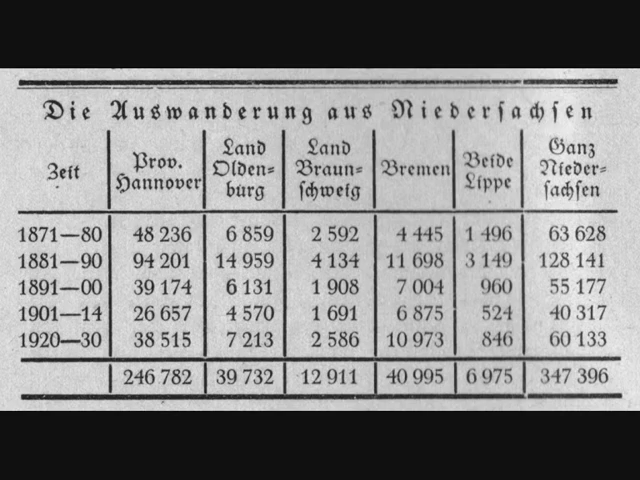 Die Auswanderung aus Niedersachsen
Zeit | Prov. Hannover | Land Olden= burg | Land Braun= schweig | Bremen | Beide Lippe | Ganz Nieder= sachsen
1871—80 | 48 236 | 6 859 | 2 592 | 4 445 | 1 496 | 63 628
1881—90 | 94 201 | 14 959 | 4 134 | 11 698 | 3 149 | 128 141
1891—00 | 39 174 | 6 131 | 1 908 | 7 004 | 960 | 55 177
1901—14 | 26 657 | 4 570 | 1 691 | 6 875 | 524 | 40 317
1920—30 | 38 515 | 7 213 | 2 586 | 10 973 | 846 | 60 133
246 782 | 39 732 | 12 911 | 40 995 | 6 975 | 347 396